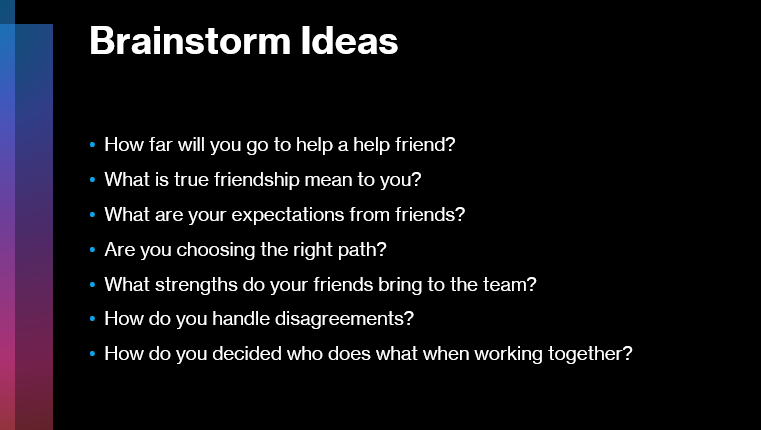 Brainstorm Ideas
• How far will you go to help a help friend?
• What is true friendship mean to you?
• What are your expectations from friends?
• Are you choosing the right path?
• What strengths do your friends bring to the team?
• How do you handle disagreements?
• How do you decided who does what when working together?